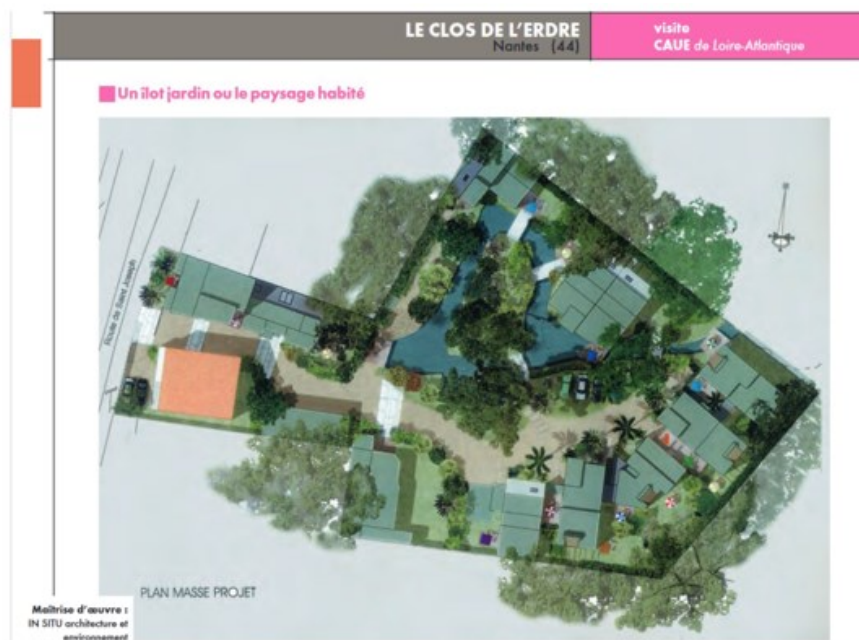 LE CLOS DE L'ERDRE
Nantes (44)
visite
CAUE de Loire-Atlantique
Un îlot jardin ou le paysage habité
Route de Saint Joseph
PLAN MASSE PROJET
Maîtrise d'œuvre :
IN SITU architecture et
environnement